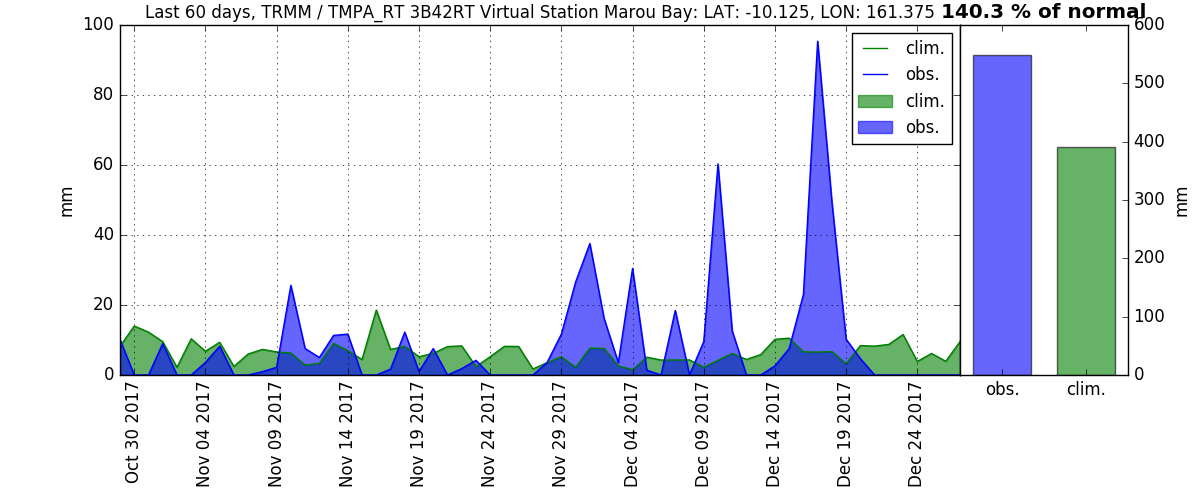 Last 60 days, TRMM / TMPA_RT 3B42RT Virtual Station Marou Bay: LAT: -10.125, LON: 161.375 140.3 % of normal
100
80
60
40
20
0
mm
clim.
obs.
clim.
obs.
600
500
400
300
200
100
0
mm
Oct 30 2017
Nov 04 2017
Nov 09 2017
Nov 14 2017
Nov 19 2017
Nov 24 2017
Nov 29 2017
Dec 04 2017
Dec 09 2017
Dec 14 2017
Dec 19 2017
Dec 24 2017
obs.
clim.